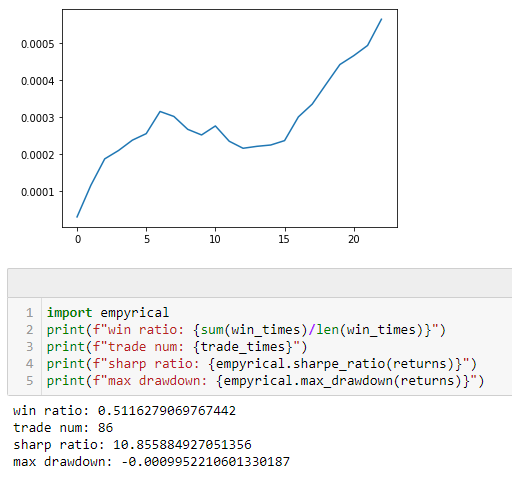 0.0005
0.0004
0.0003
0.0002
0.0001
0 5 10 15 20
1 import empyrical
2 print(f"win ratio: {sum(win_times)/len(win_times)}")
3 print(f"trade num: {trade_times}")
4 print(f"sharp ratio: {empyrical.sharpe_ratio(returns)}")
5 print(f"max drawdown: {empyrical.max_drawdown(returns)}")
win ratio: 0.5116279069767442
trade num: 86
sharp ratio: 10.855884927051356
max drawdown: -0.0009952210601330187